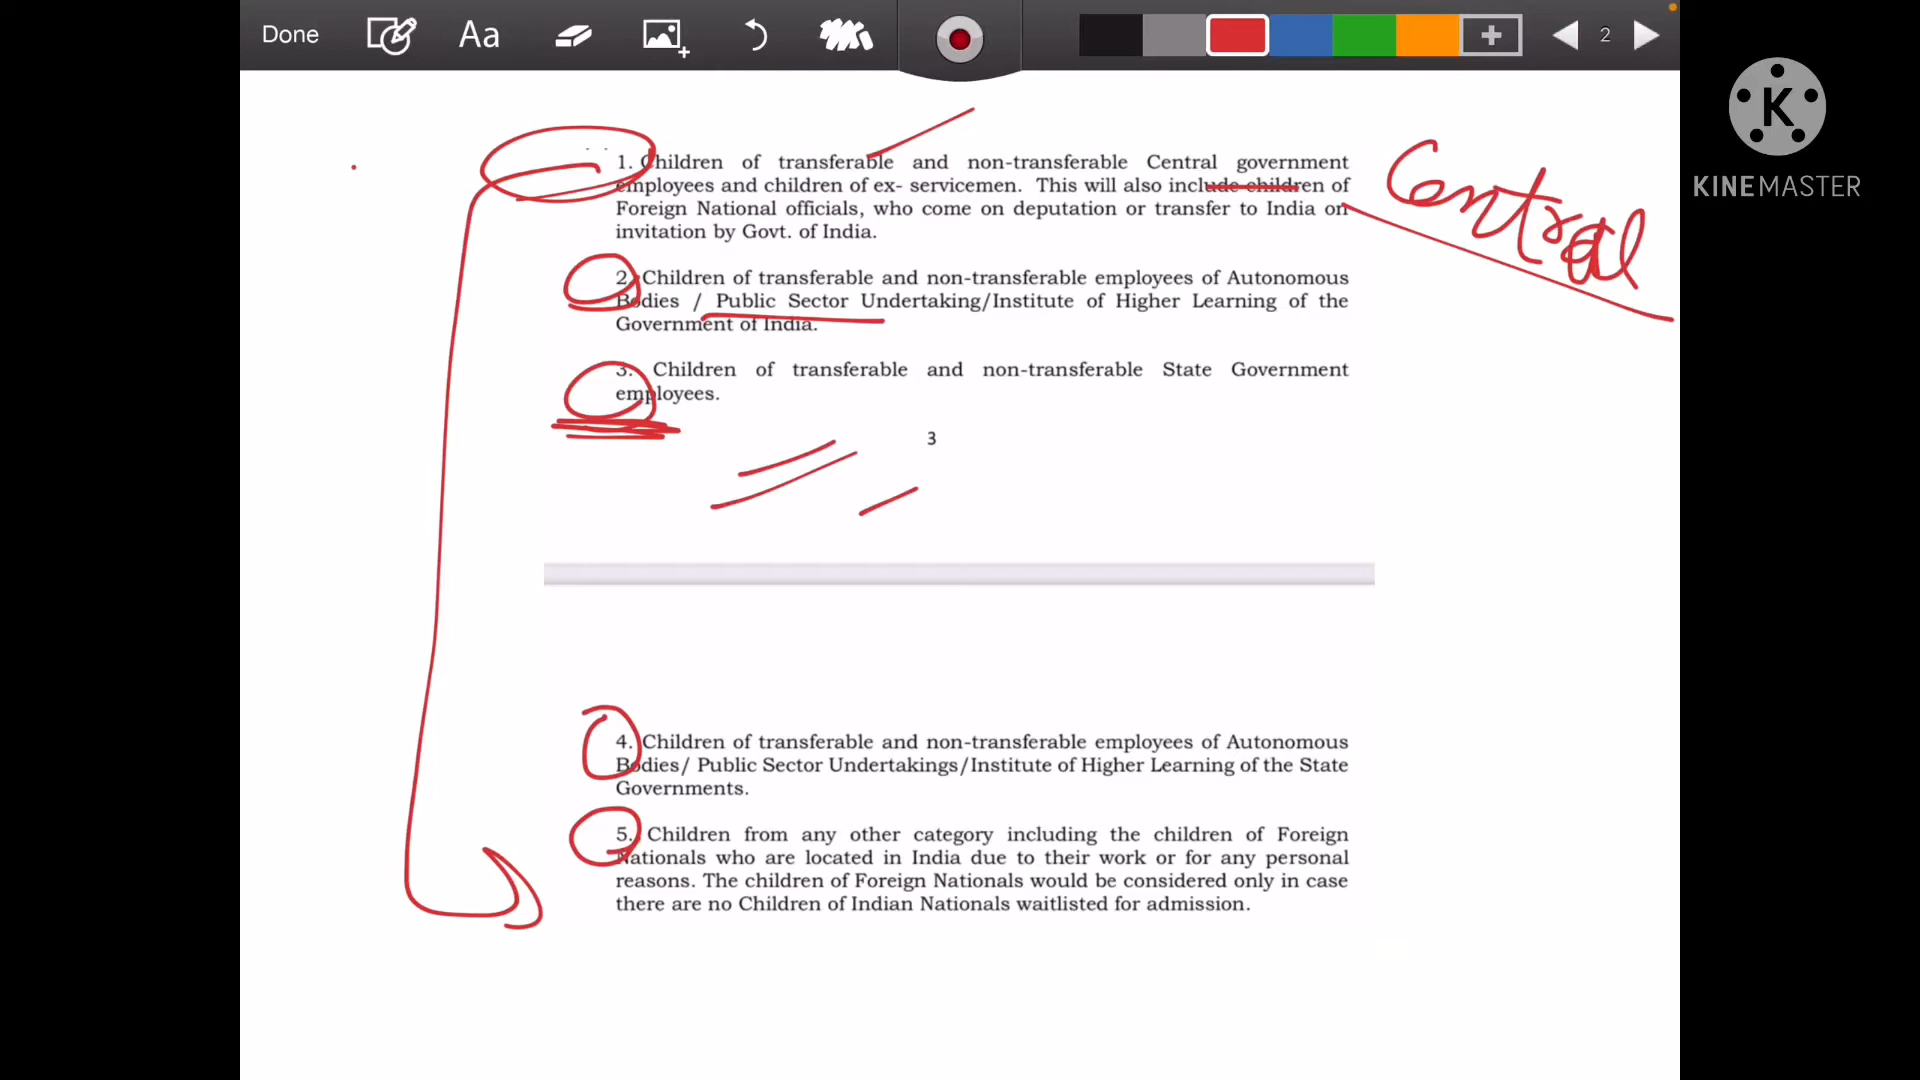 Done
Aa
2
KINEMASTER
K
1. Children of transferable and non-transferable Central government
employees and children of ex- servicemen. This will also include children of
Foreign National officials, who come on deputation or transfer to India on
invitation by Govt. of India.
Central
2. Children of transferable and non-transferable employees of Autonomous
Bodies / Public Sector Undertaking/Institute of Higher Learning of the
Government of India.
3. Children of transferable and non-transferable State Government
employees.
3
4. Children of transferable and non-transferable employees of Autonomous
Bodies/ Public Sector Undertakings/Institute of Higher Learning of the State
Governments.
5. Children from any other category including the children of Foreign
Nationals who are located in India due to their work or for any personal
reasons. The children of Foreign Nationals would be considered only in case
there are no Children of Indian Nationals waitlisted for admission.